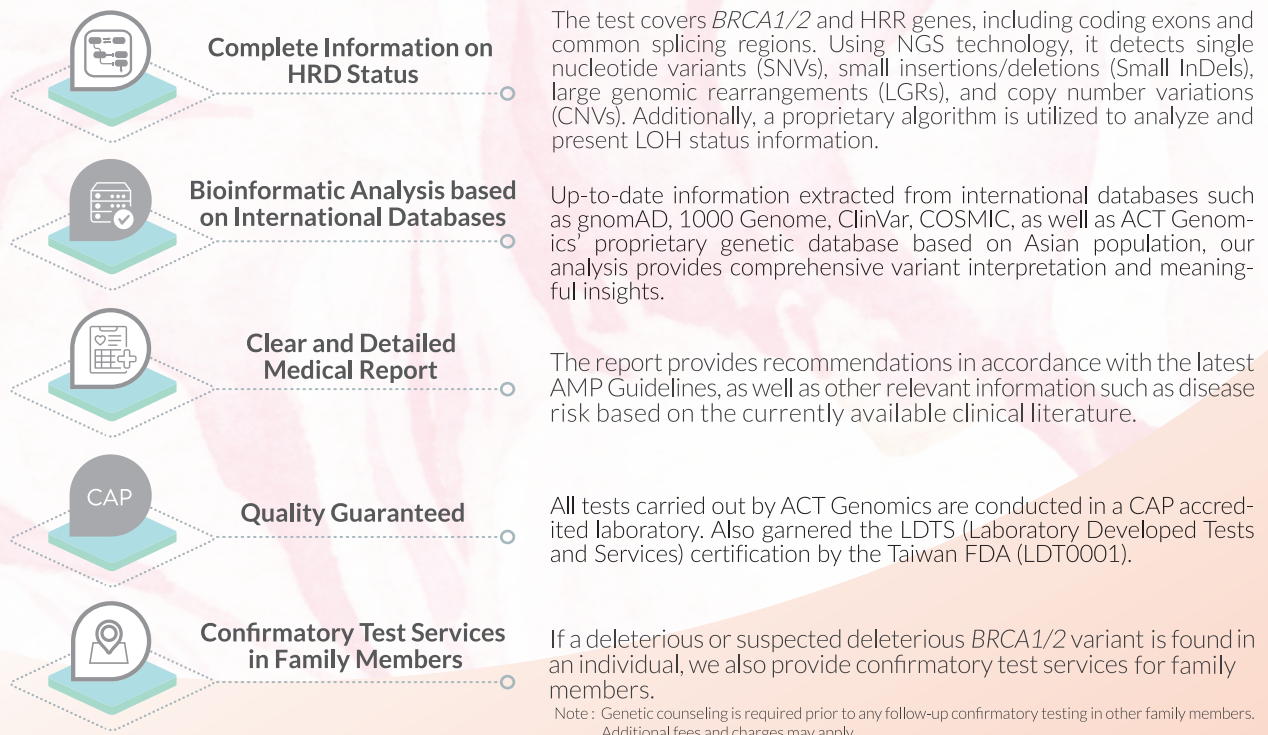 Complete Information on
HRD Status
The test covers BRCA1/2 and HRR genes, including coding exons and
common splicing regions. Using NGS technology, it detects single
nucleotide variants (SNVs), small insertions/deletions (Small InDels),
large genomic rearrangements (LGRs), and copy number variations
(CNVs). Additionally, a proprietary algorithm is utilized to analyze and
present LOH status information.
Bioinformatic Analysis based
on International Databases
Up-to-date information extracted from international databases such
as gnomAD, 1000 Genome, ClinVar, COSMIC, as well as ACT Genom-
ics' proprietary genetic database based on Asian population, our
analysis provides comprehensive variant interpretation and meaning-
ful insights.
Clear and Detailed
Medical Report
The report provides recommendations in accordance with the latest
AMP Guidelines, as well as other relevant information such as disease
risk based on the currently available clinical literature.
CAP
Quality Guaranteed
All tests carried out by ACT Genomics are conducted in a CAP accred-
ited laboratory. Also garnered the LDTS (Laboratory Developed Tests
and Services) certification by the Taiwan FDA (LDT0001).
Confirmatory Test Services
in Family Members
If a deleterious or suspected deleterious BRCA1/2 variant is found in
an individual, we also provide confirmatory test services for family
members.
Note : Genetic counseling is required prior to any follow-up confirmatory testing in other family members.
Additional fees and charges may apply